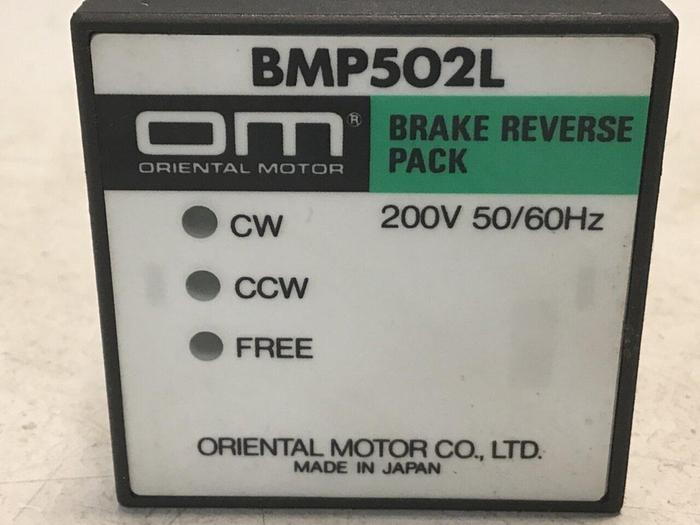 BMP502L
om®
ORIENTAL MOTOR
BRAKE REVERSE
PACK
CW
200V 50/60Hz
CCW
FREE
ORIENTAL MOTOR CO., LTD.
MADE IN JAPAN